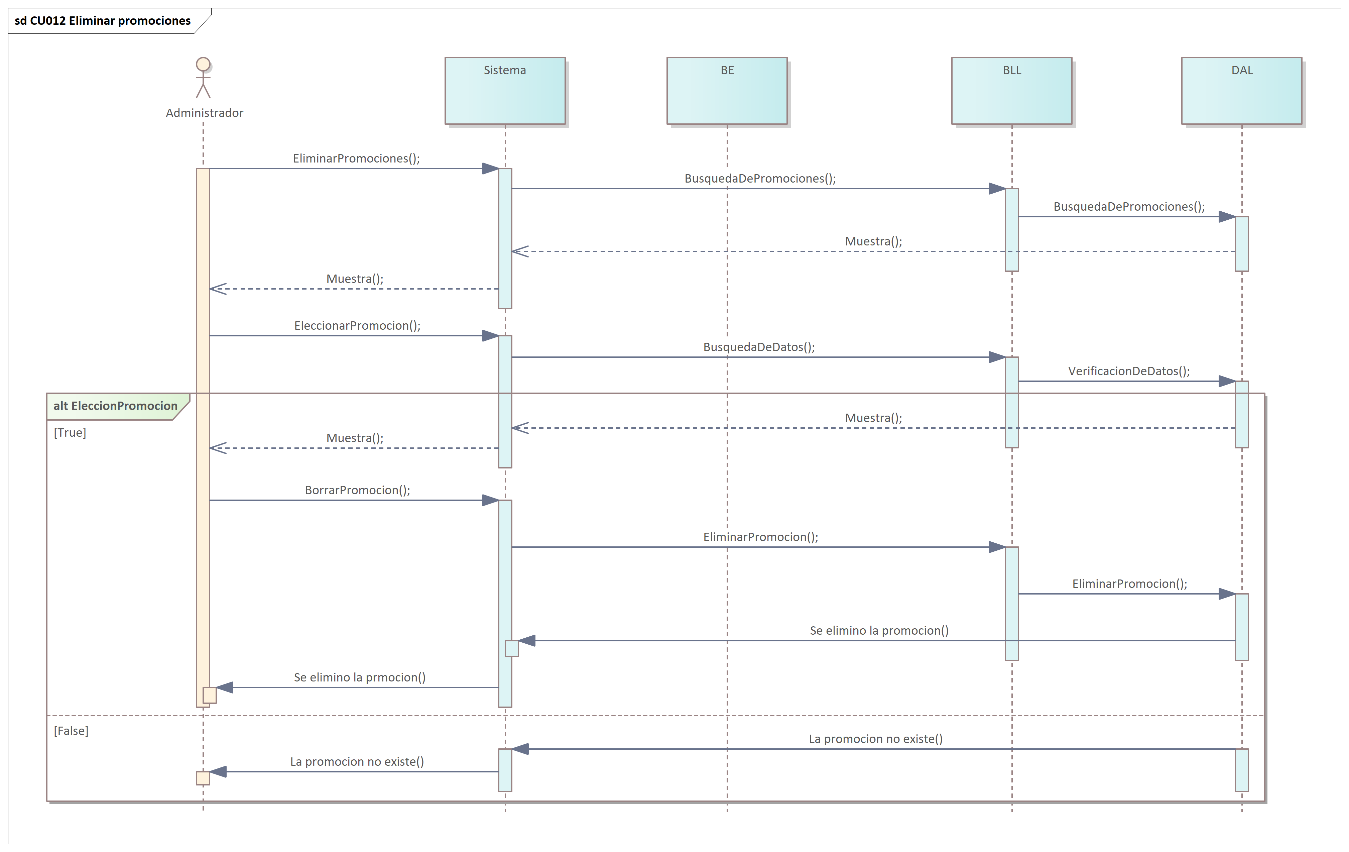 sd CU012 Eliminar promociones
Administrador
Sistema
BE
BLL
DAL
EliminarPromociones();
BusquedaDePromociones();
BusquedaDePromociones();
Muestra();
Muestra();
EleccionarPromocion();
BusquedaDeDatos();
VerificacionDeDatos();
alt EleccionPromocion
[True]
Muestra();
Muestra();
BorrarPromocion();
EliminarPromocion();
EliminarPromocion();
Se elimino la promocion()
Se elimino la prmocion()
[False]
La promocion no existe()
La promocion no existe()